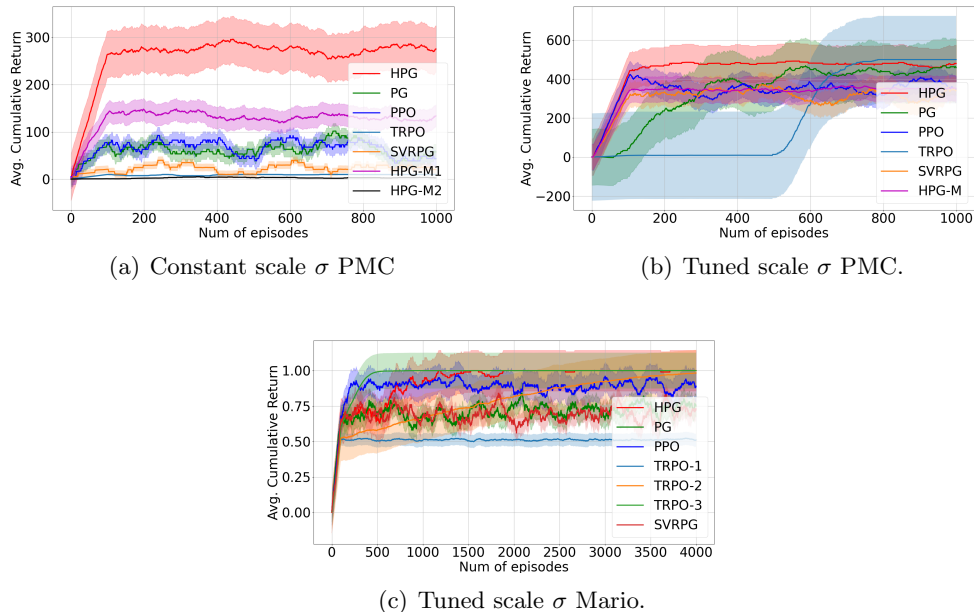 Avg. Cumulative Return
300
200
100
0
0 200 400 600 800 1000
Num of episodes
HPG
PG
PPO
TRPO
SVRPG
HPG-M1
HPG-M2
(a) Constant scale σ PMC
Avg. Cumulative Return
600
400
200
0
−200
0 200 400 600 800 1000
Num of episodes
HPG
PG
PPO
TRPO
SVRPG
HPG-M
(b) Tuned scale σ PMC.
Avg. Cumulative Return
1.00
0.75
0.50
0.25
0.00
0 500 1000 1500 2000 2500 3000 3500 4000
Num of episodes
HPG
PG
PPO
TRPO-1
TRPO-2
TRPO-3
SVRPG
(c) Tuned scale σ Mario.